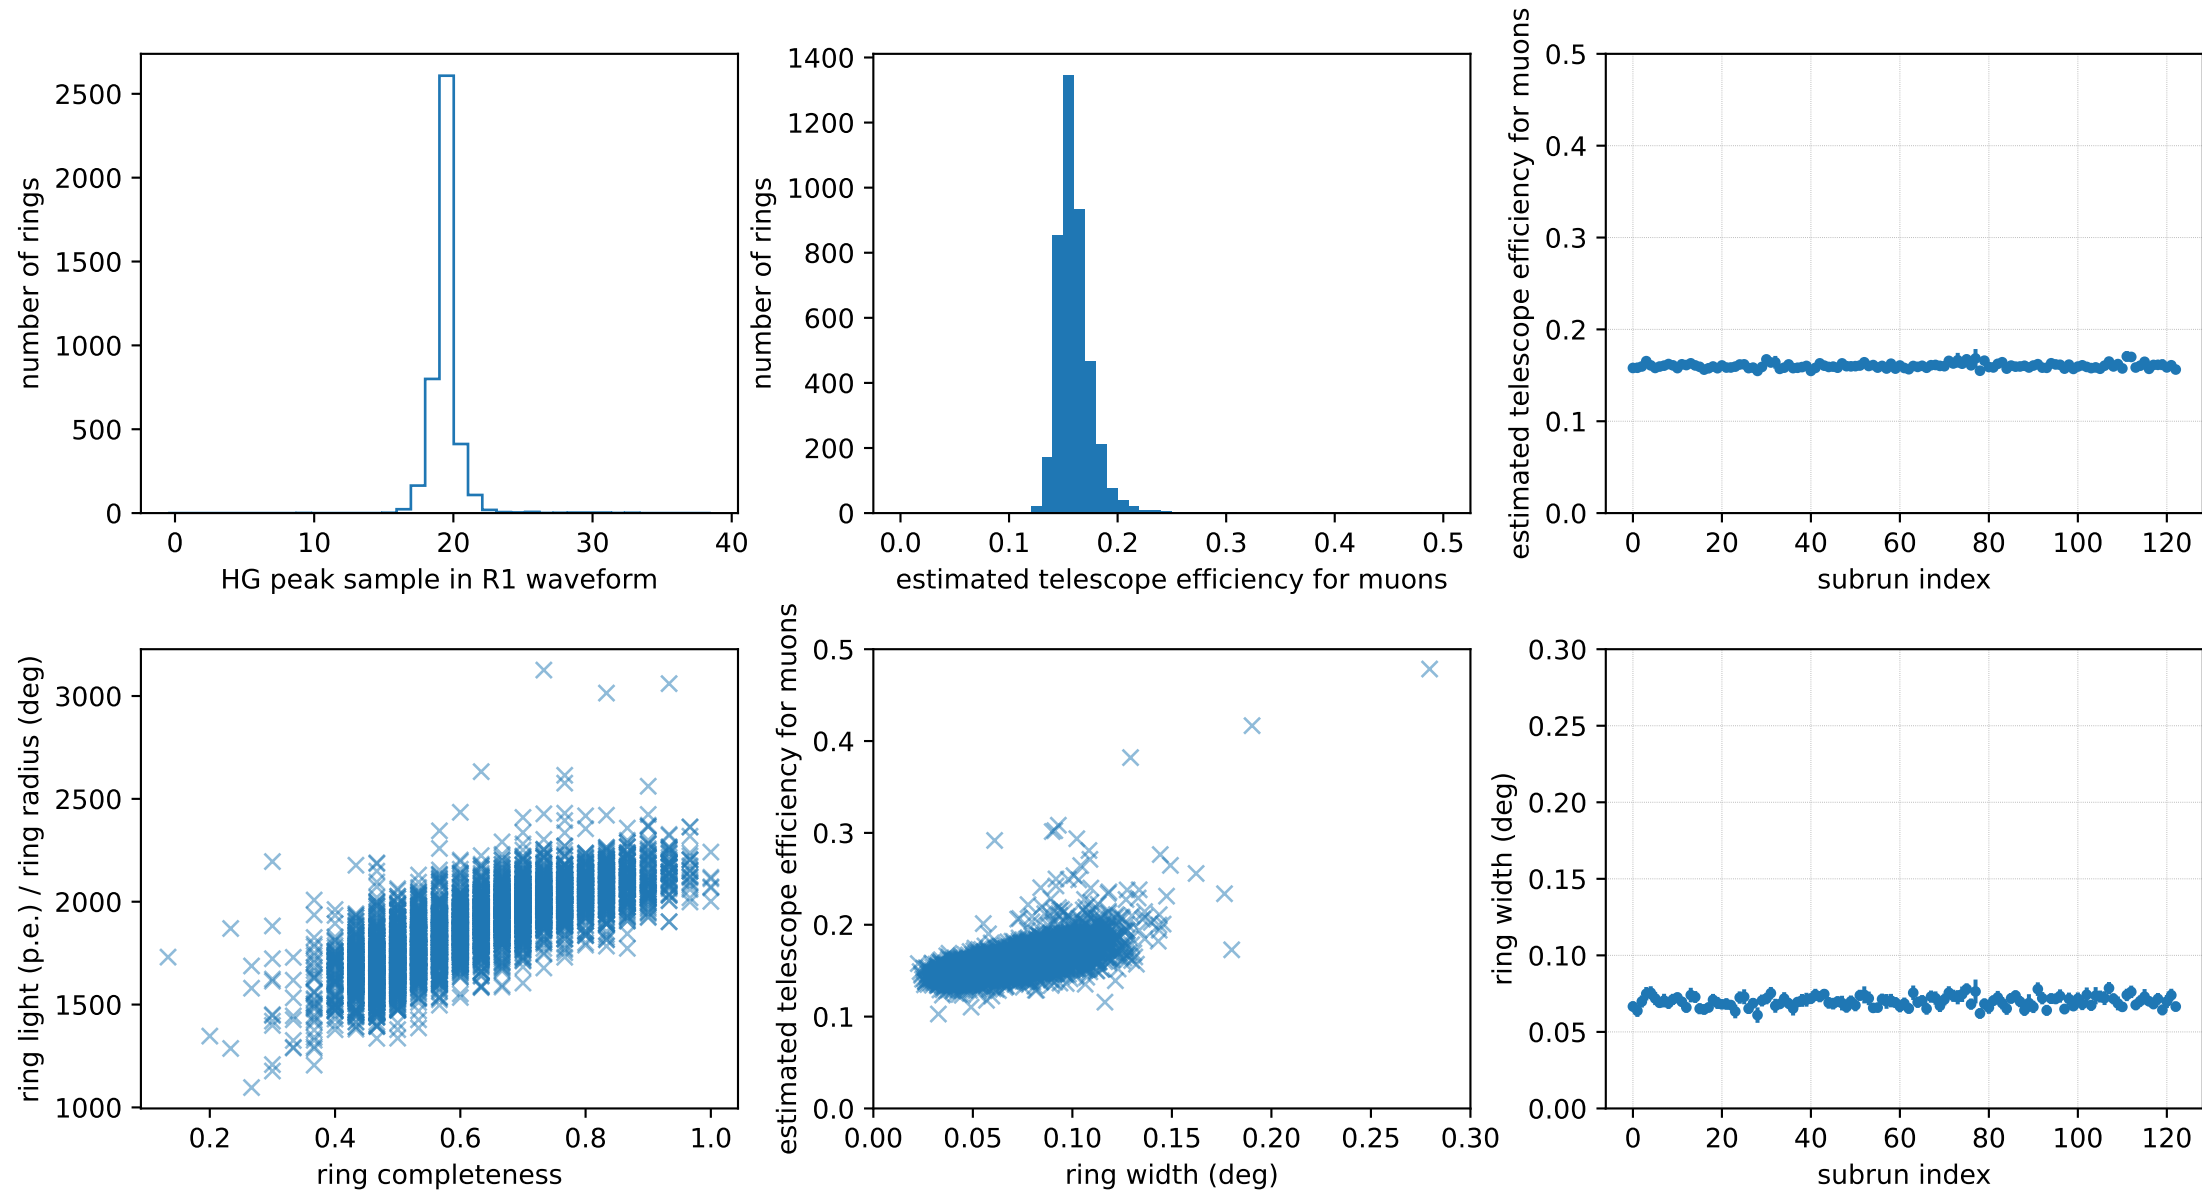 number of rings
2500
2000
1500
1000
500
0
0 10 20 30 40
HG peak sample in R1 waveform
number of rings
1400
1200
1000
800
600
400
200
0
0.0 0.1 0.2 0.3 0.4 0.5
estimated telescope efficiency for muons
estimated telescope efficiency for muons
0.5
0.4
0.3
0.2
0.1
0.0
0 20 40 60 80 100 120
subrun index
ring light (p.e.) / ring radius (deg)
3000
2500
2000
1500
1000
0.2 0.4 0.6 0.8 1.0
ring completeness
estimated telescope efficiency for muons
0.5
0.4
0.3
0.2
0.1
0.0
0.00 0.05 0.10 0.15 0.20 0.25 0.30
ring width (deg)
ring width (deg)
0.30
0.25
0.20
0.15
0.10
0.05
0.00
0 20 40 60 80 100 120
subrun index